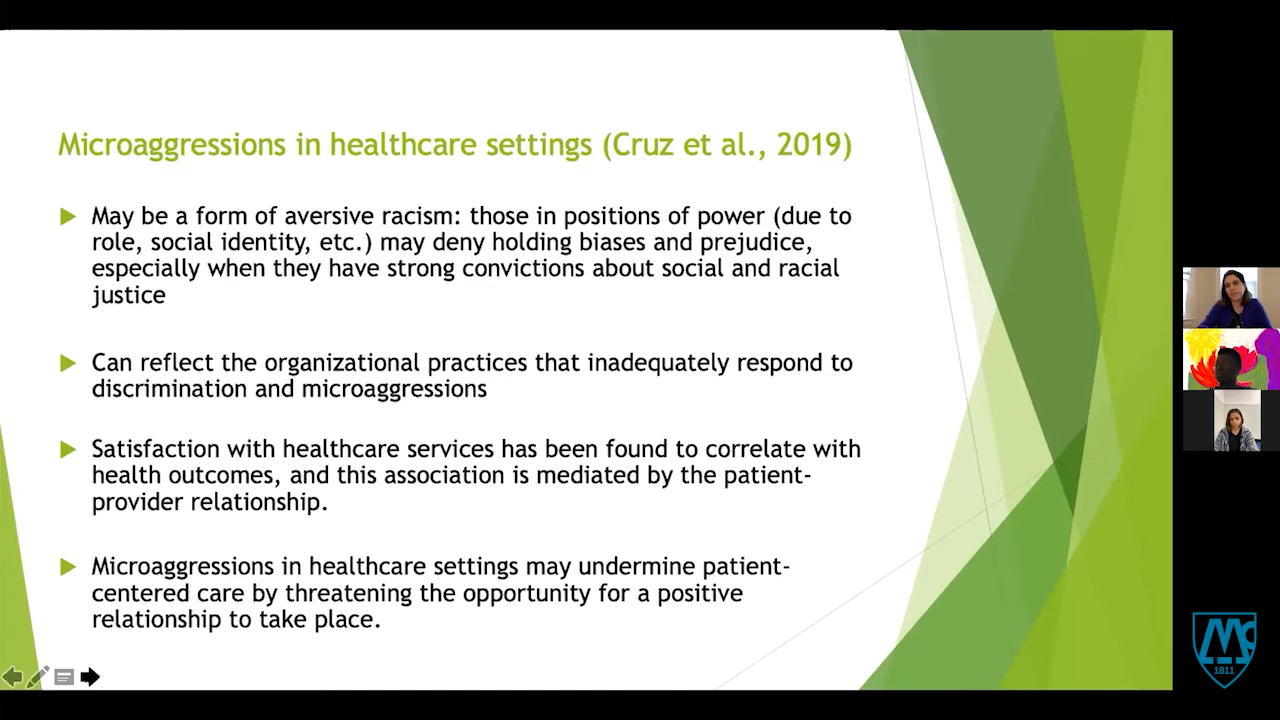 Microaggressions in healthcare settings (Cruz et al., 2019)
May be a form of aversive racism: those in positions of power (due to
role, social identity, etc.) may deny holding biases and prejudice,
especially when they have strong convictions about social and racial
justice
Can reflect the organizational practices that inadequately respond to
discrimination and microaggressions
Satisfaction with healthcare services has been found to correlate with
health outcomes, and this association is mediated by the patient-
provider relationship.
Microaggressions in healthcare settings may undermine patient-
centered care by threatening the opportunity for a positive
relationship to take place.
1811